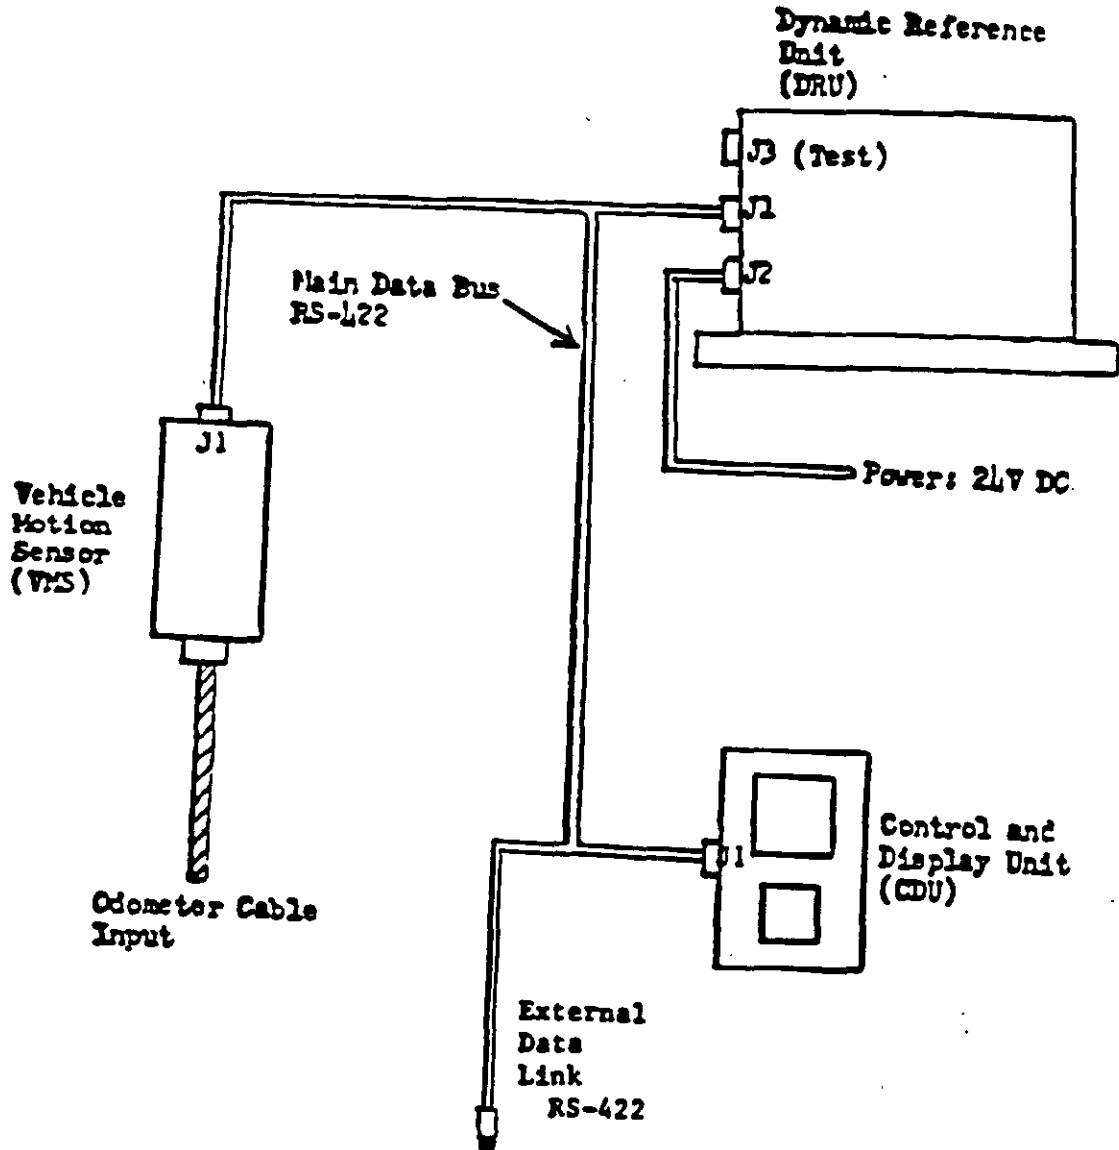 Dynamic Reference
Unit
(DRU)
J3 (Test)
J1
J2
Main Data Bus
RS-422
J1
Power: 24V DC
Vehicle
Motion
Sensor
(VMS)
Control and
Display Unit
(CDU)
J1
Odometer Cable
Input
External
Data
Link
RS-422